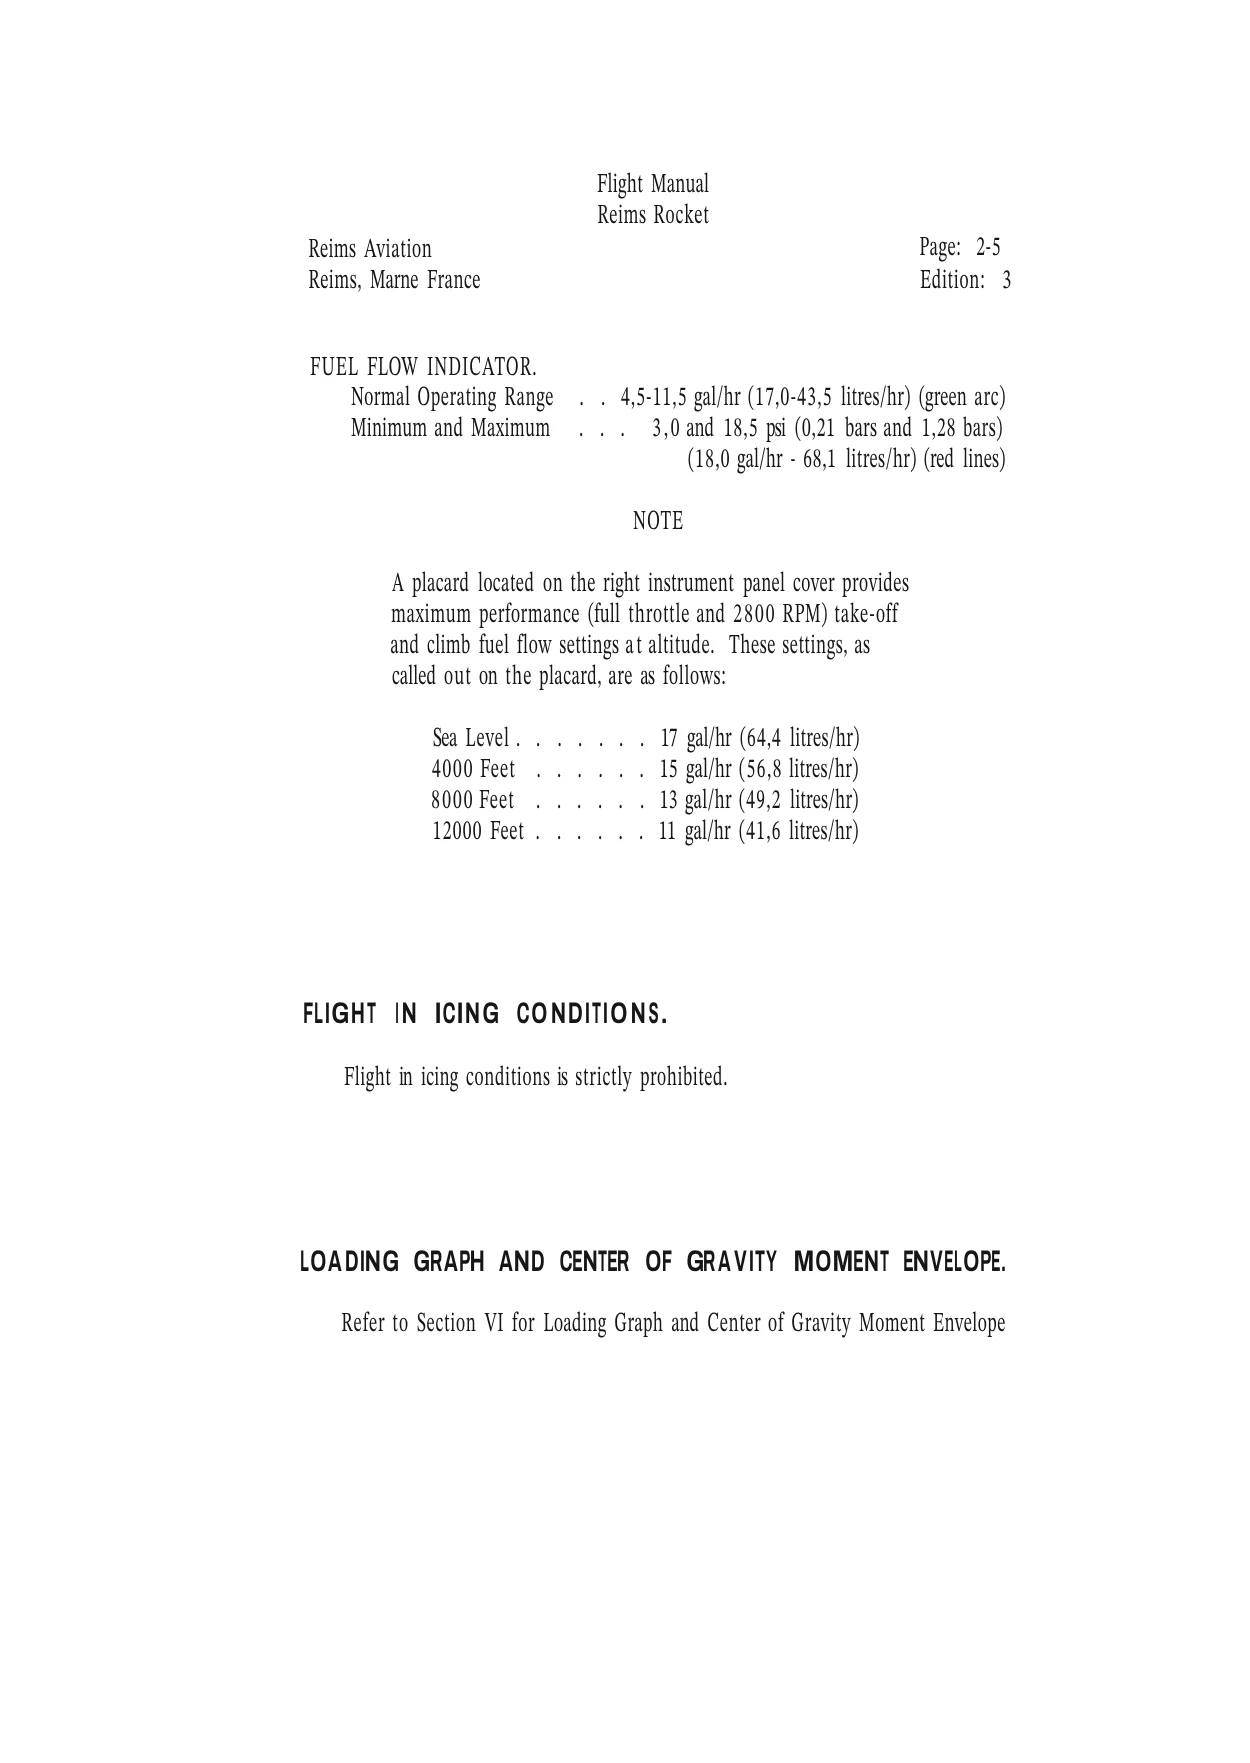 Flight Manual
Reims Rocket
Reims Aviation Page: 2-5
Reims, Marne France Edition: 3
FUEL FLOW INDICATOR.
Normal Operating Range . . 4,5-11,5 gal/hr (17,0-43,5 litres/hr) (green arc)
Minimum and Maximum . . . 3,0 and 18,5 psi (0,21 bars and 1,28 bars)
(18,0 gal/hr - 68,1 litres/hr) (red lines)
NOTE
A placard located on the right instrument panel cover provides
maximum performance (full throttle and 2800 RPM) take-off
and climb fuel flow settings at altitude. These settings, as
called out on the placard, are as follows:
Sea Level . . . . . . . 17 gal/hr (64,4 litres/hr)
4000 Feet . . . . . . 15 gal/hr (56,8 litres/hr)
8000 Feet . . . . . . 13 gal/hr (49,2 litres/hr)
12000 Feet . . . . . . 11 gal/hr (41,6 litres/hr)
FLIGHT IN ICING CONDITIONS.
Flight in icing conditions is strictly prohibited.
LOADING GRAPH AND CENTER OF GRAVITY MOMENT ENVELOPE.
Refer to Section VI for Loading Graph and Center of Gravity Moment Envelope